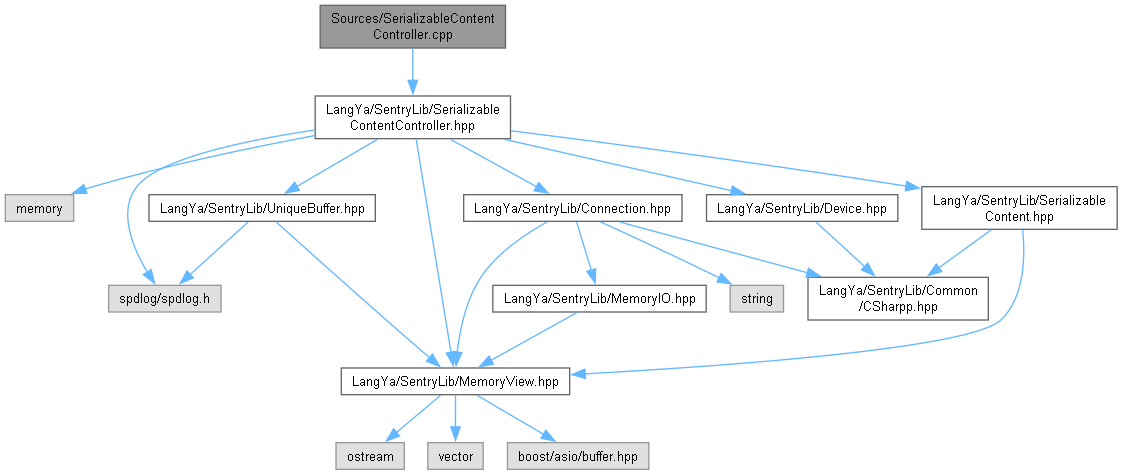 Sources/SerializableContent
Controller.cpp
LangYa/SentryLib/Serializable
ContentController.hpp
memory
LangYa/SentryLib/UniqueBuffer.hpp
LangYa/SentryLib/Connection.hpp
LangYa/SentryLib/Device.hpp
LangYa/SentryLib/Serializable
Content.hpp
spdlog/spdlog.h
LangYa/SentryLib/MemoryIO.hpp
string
LangYa/SentryLib/Common
/CSharpp.hpp
LangYa/SentryLib/MemoryView.hpp
ostream
vector
boost/asio/buffer.hpp